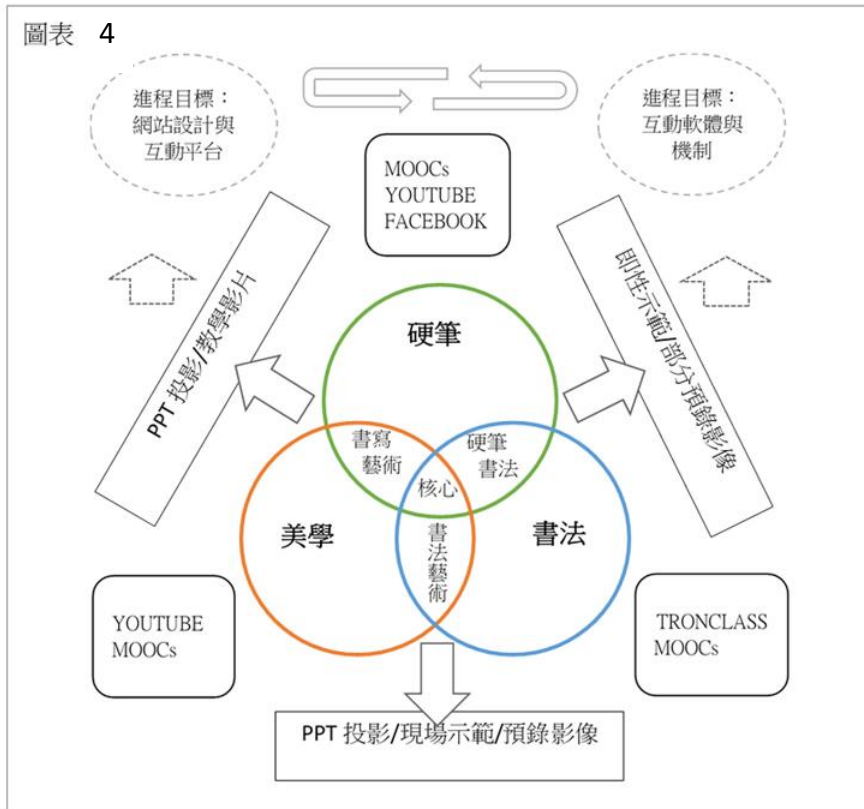 圖表 4
進程目標：
網站設計與
互動平台
進程目標：
互動軟體與
機制
MOOCs
YOUTUBE
FACEBOOK
PPT 投影/教學影片
即性示範/部分預錄影像
硬筆
書寫
藝術
硬筆
書法
核心
美學
書法藝術
書法
YOUTUBE
MOOCs
TRONCLASS
MOOCs
PPT 投影/現場示範/預錄影像